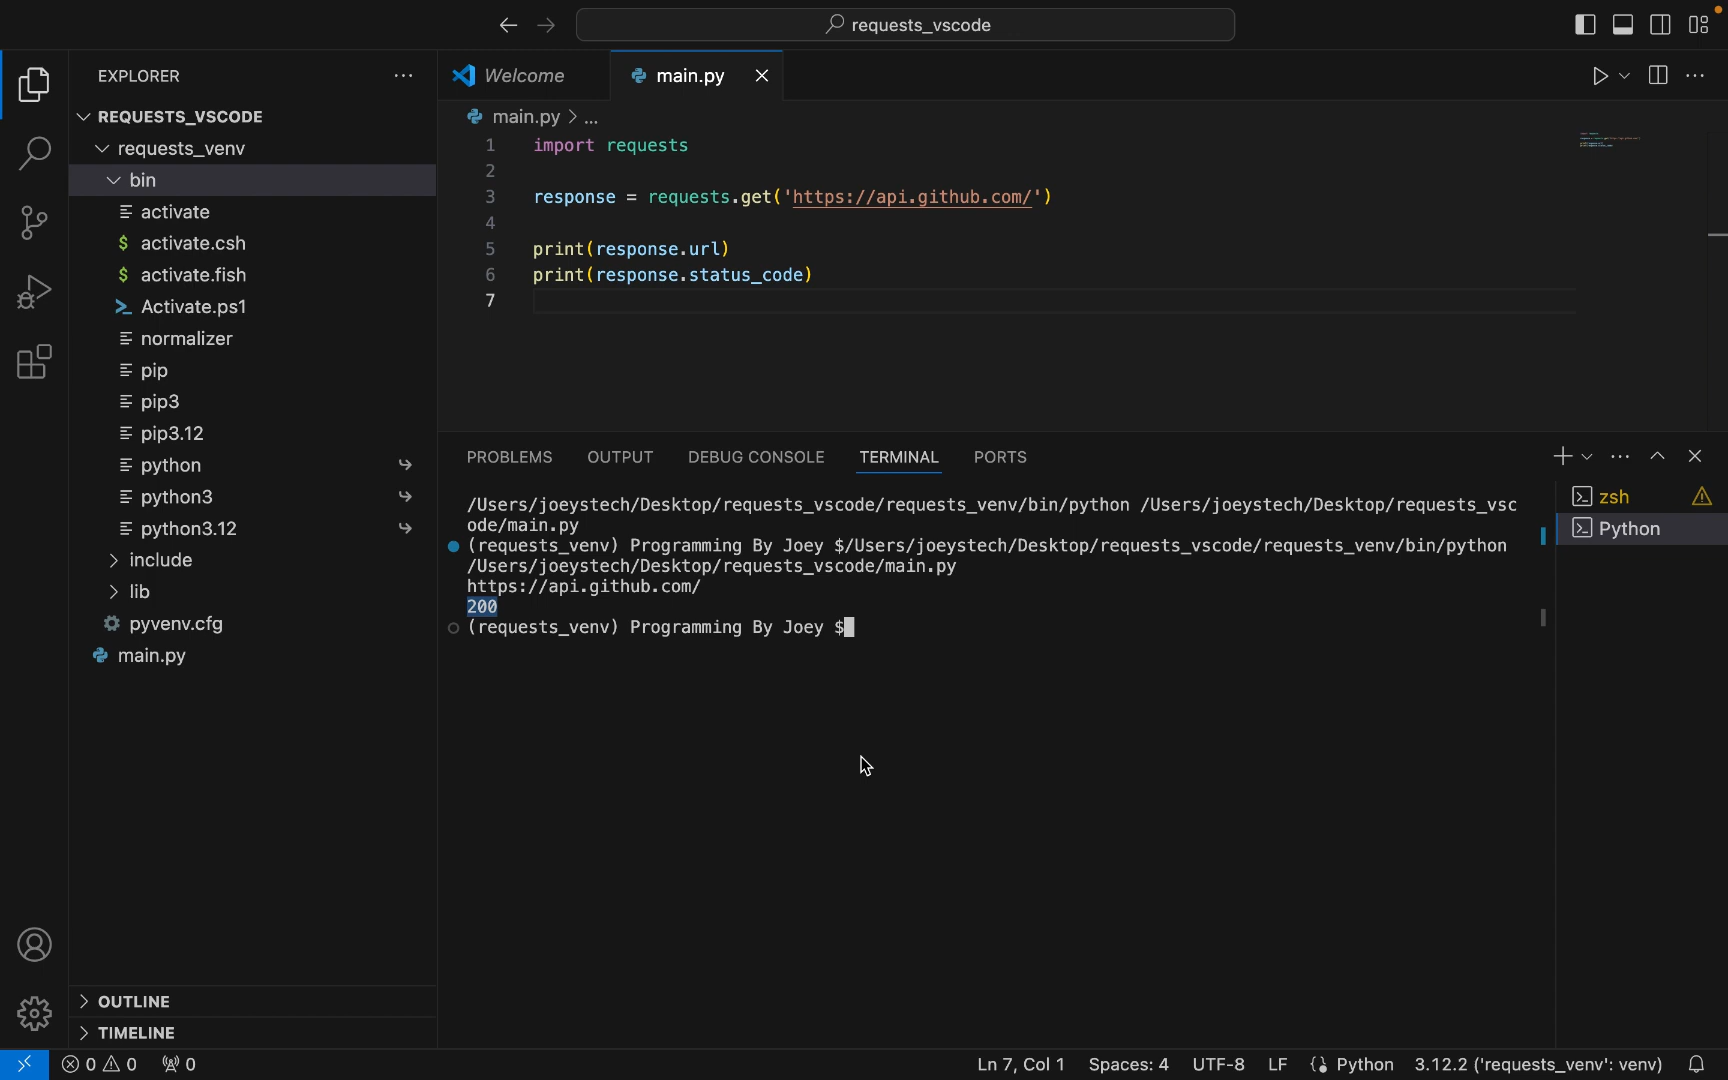 requests_vscode
EXPLORER
REQUESTS_VSCODE
requests_venv
bin
activate
$ activate.csh
$ activate.fish
Activate.ps1
normalizer
pip
pip3
pip3.12
python
python3
python3.12
include
lib
pyvenv.cfg
main.py
OUTLINE
TIMELINE
Welcome
main.py
main.py > ...
1 import requests
2
3 response = requests.get('https://api.github.com/')
4
5 print(response.url)
6 print(response.status_code)
7
PROBLEMS OUTPUT DEBUG CONSOLE TERMINAL PORTS
/Users/joeystech/Desktop/requests_vscode/requests_venv/bin/python /Users/joeystech/Desktop/requests_vsc
ode/main.py
(requests_venv) Programming By Joey $/Users/joeystech/Desktop/requests_vscode/requests_venv/bin/python
/Users/joeystech/Desktop/requests_vscode/main.py
https://api.github.com/
200
(requests_venv) Programming By Joey $
zsh
Python
0 0 0 Ln 7, Col 1 Spaces: 4 UTF-8 LF Python 3.12.2 ('requests_venv': venv)